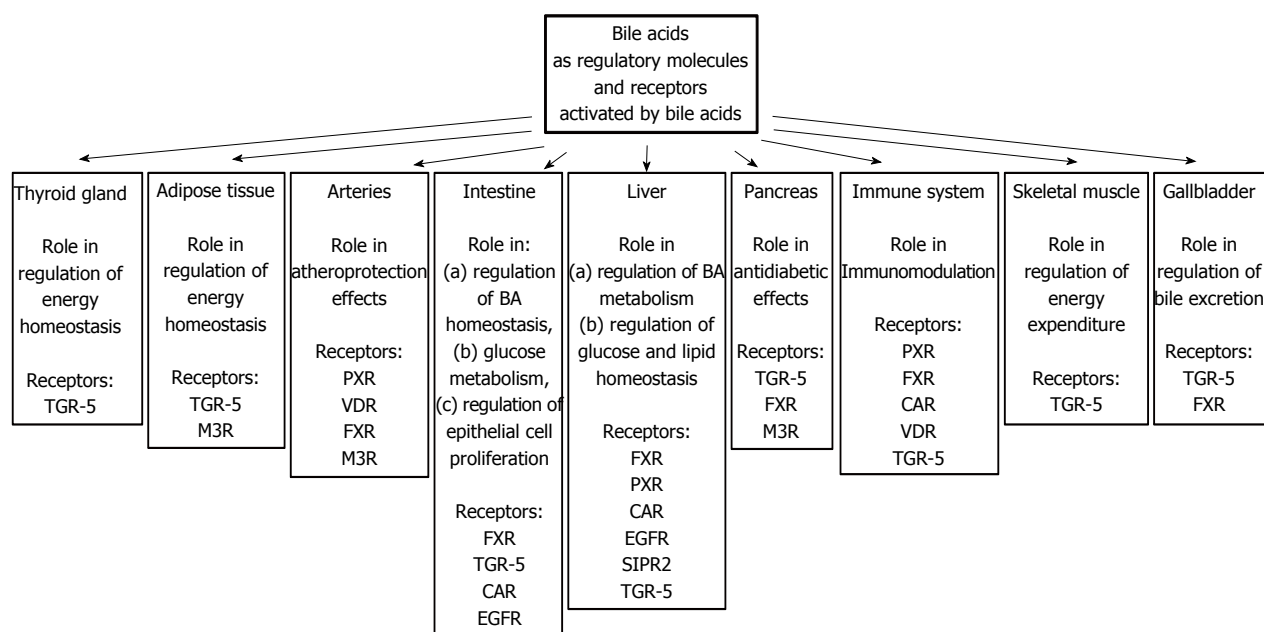 Bile acids
as regulatory molecules
and receptors
activated by bile acids
Thyroid gland
Role in
regulation of
energy
homeostasis
Receptors:
TGR-5
Adipose tissue
Role in
regulation of
energy
homeostasis
Receptors:
TGR-5
M3R
Arteries
Role in
atheroprotection
effects
Receptors:
PXR
VDR
FXR
M3R
Intestine
Role in:
(a) regulation
of BA
homeostasis,
(b) glucose
metabolism,
(c) regulation of
epithelial cell
proliferation
Receptors:
FXR
TGR-5
CAR
EGFR
Liver
Role in
(a) regulation of BA
metabolism
(b) regulation of
glucose and lipid
homeostasis
Receptors:
FXR
PXR
CAR
EGFR
SIPR2
TGR-5
Pancreas
Role in
antidiabetic
effects
Receptors:
TGR-5
FXR
M3R
Immune system
Role in
Immunomodulation
Receptors:
PXR
FXR
CAR
VDR
TGR-5
Skeletal muscle
Role in
regulation of
energy
expenditure
Receptors:
TGR-5
Gallbladder
Role in
regulation of
bile excretion
Receptors:
TGR-5
FXR